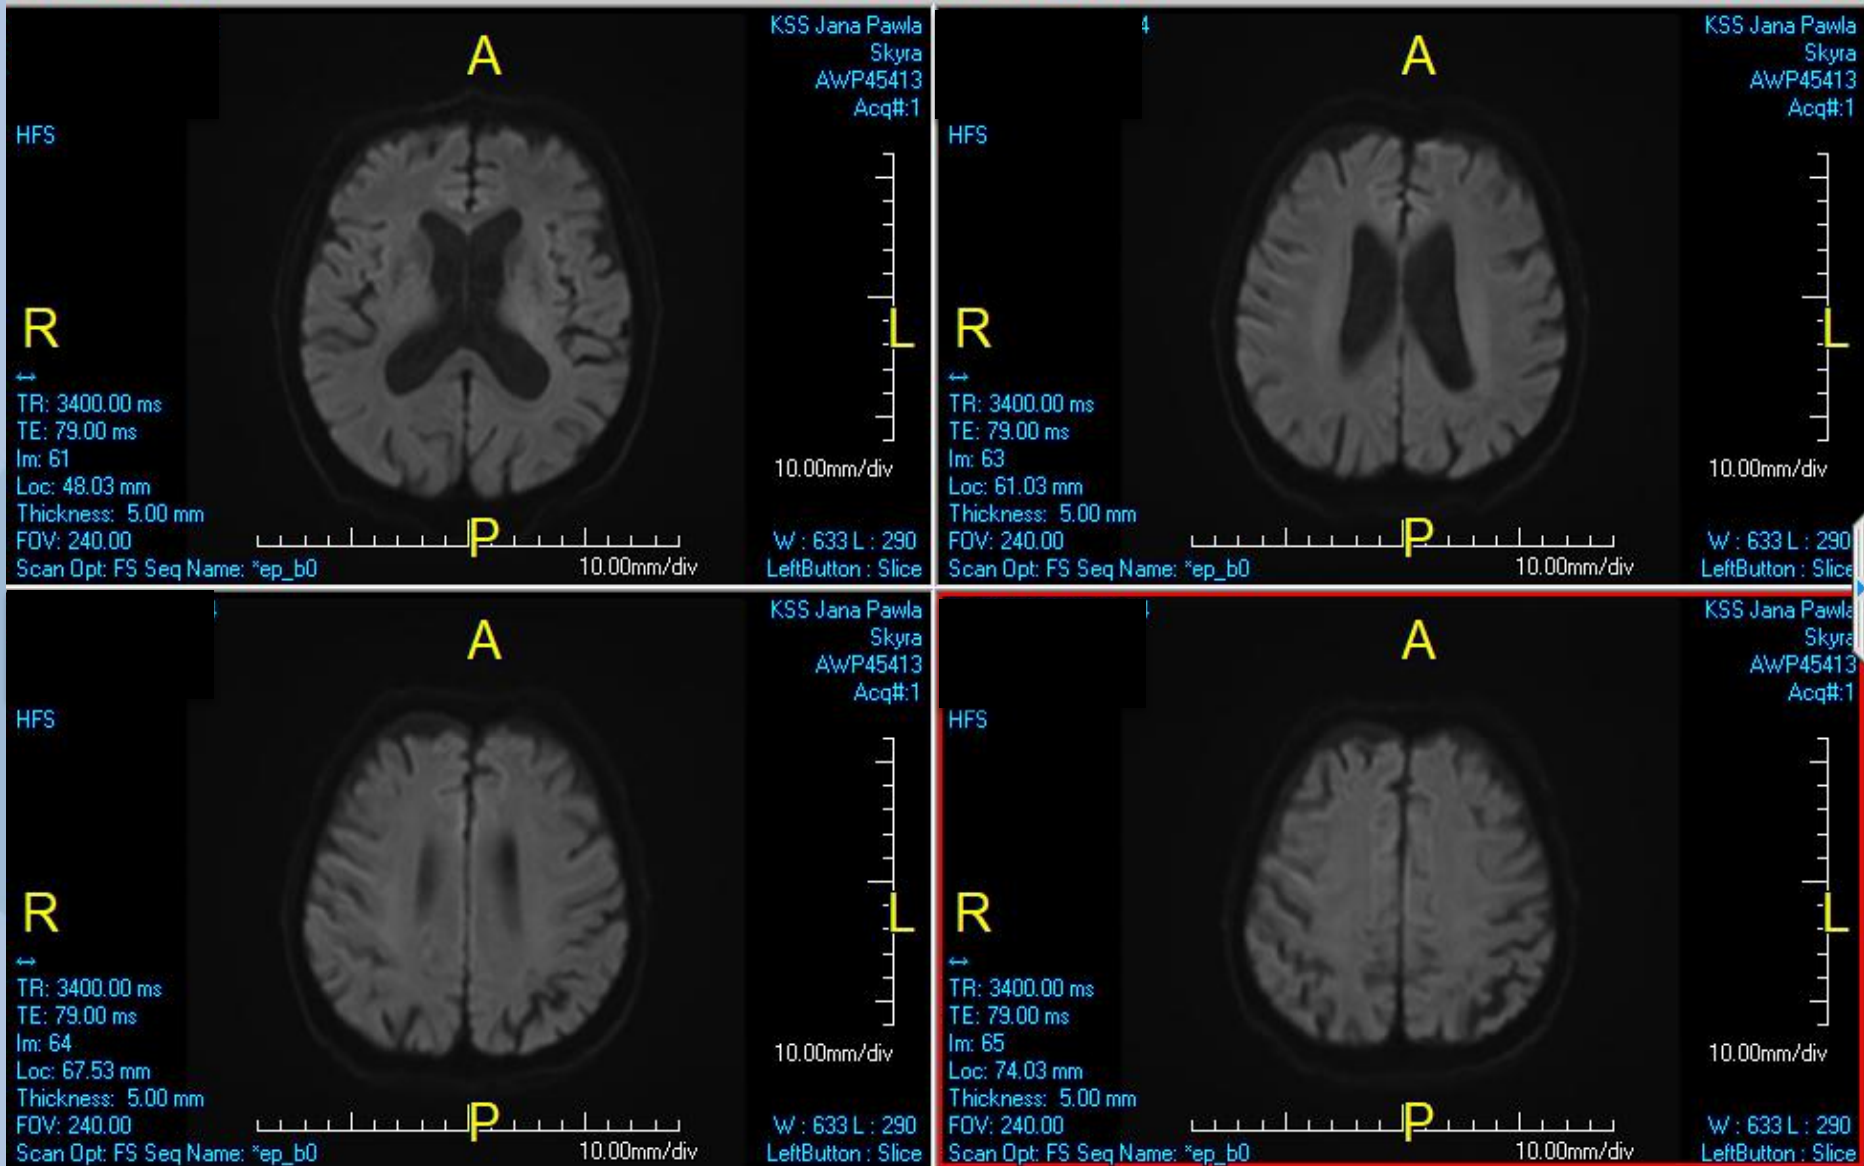 KSS Jana Pawla
Skyra
AWP45413
Acq#:1
A
HFS
R
L
↔
TR: 3400.00 ms
TE: 79.00 ms
Im: 61
Loc: 48.03 mm
Thickness: 5.00 mm
FOV: 240.00
Scan Opt: FS Seq Name: *ep_b0
10.00mm/div
P
10.00mm/div
W : 633 L : 290
LeftButton : Slice
4
KSS Jana Pawla
Skyra
AWP45413
Acq#:1
A
HFS
R
L
↔
TR: 3400.00 ms
TE: 79.00 ms
Im: 63
Loc: 61.03 mm
Thickness: 5.00 mm
FOV: 240.00
Scan Opt: FS Seq Name: *ep_b0
10.00mm/div
P
10.00mm/div
W : 633 L : 290
LeftButton : Slice
KSS Jana Pawla
Skyra
AWP45413
Acq#:1
A
HFS
R
L
↔
TR: 3400.00 ms
TE: 79.00 ms
Im: 64
Loc: 67.53 mm
Thickness: 5.00 mm
FOV: 240.00
Scan Opt: FS Seq Name: *ep_b0
10.00mm/div
P
10.00mm/div
W : 633 L : 290
LeftButton : Slice
KSS Jana Pawla
Skyra
AWP45413
Acq#:1
A
HFS
R
L
↔
TR: 3400.00 ms
TE: 79.00 ms
Im: 65
Loc: 74.03 mm
Thickness: 5.00 mm
FOV: 240.00
Scan Opt: FS Seq Name: *ep_b0
10.00mm/div
P
10.00mm/div
W : 633 L : 290
LeftButton : Slice